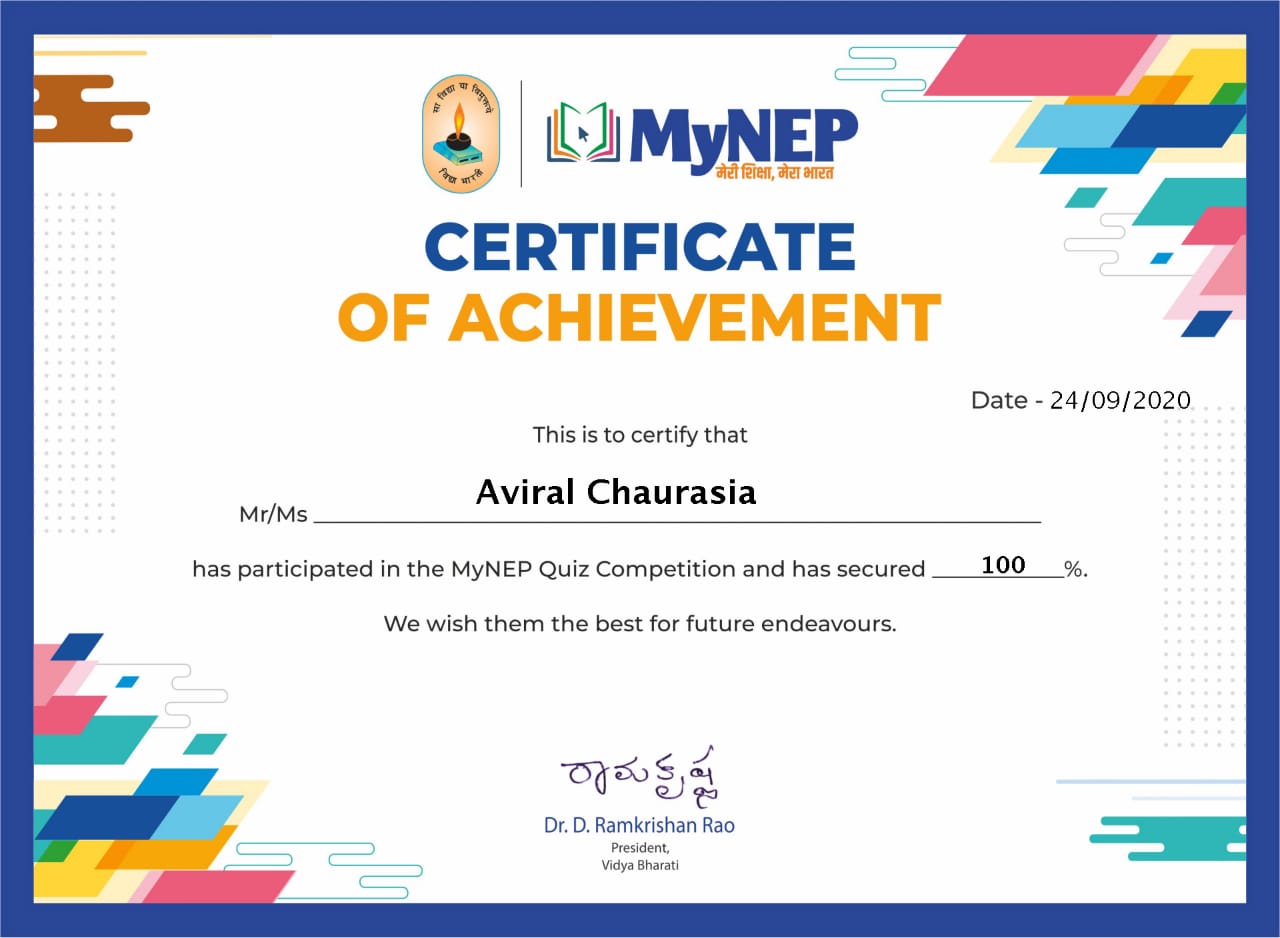 सा विद्या या विमुक्तये
विद्या भारती
MyNEP
मेरी शिक्षा, मेरा भारत
CERTIFICATE
OF ACHIEVEMENT
Date - 24/09/2020
This is to certify that
Mr/Ms Aviral Chaurasia
has participated in the MyNEP Quiz Competition and has secured 100 %.
We wish them the best for future endeavours.
ರಾಮಕೃಷ್ಣ
Dr. D. Ramkrishan Rao
President,
Vidya Bharati